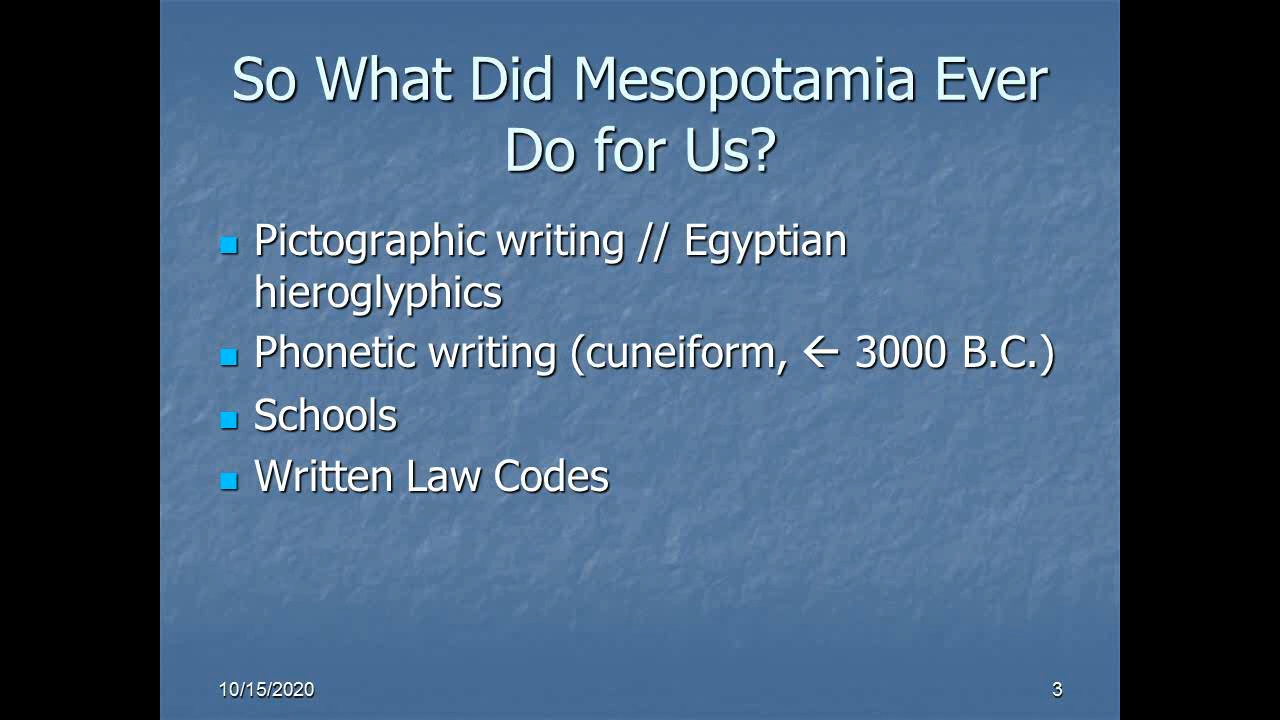 So What Did Mesopotamia Ever
Do for Us?
■ Pictographic writing // Egyptian
hieroglyphics
■ Phonetic writing (cuneiform, ← 3000 B.C.)
■ Schools
■ Written Law Codes
10/15/2020 3